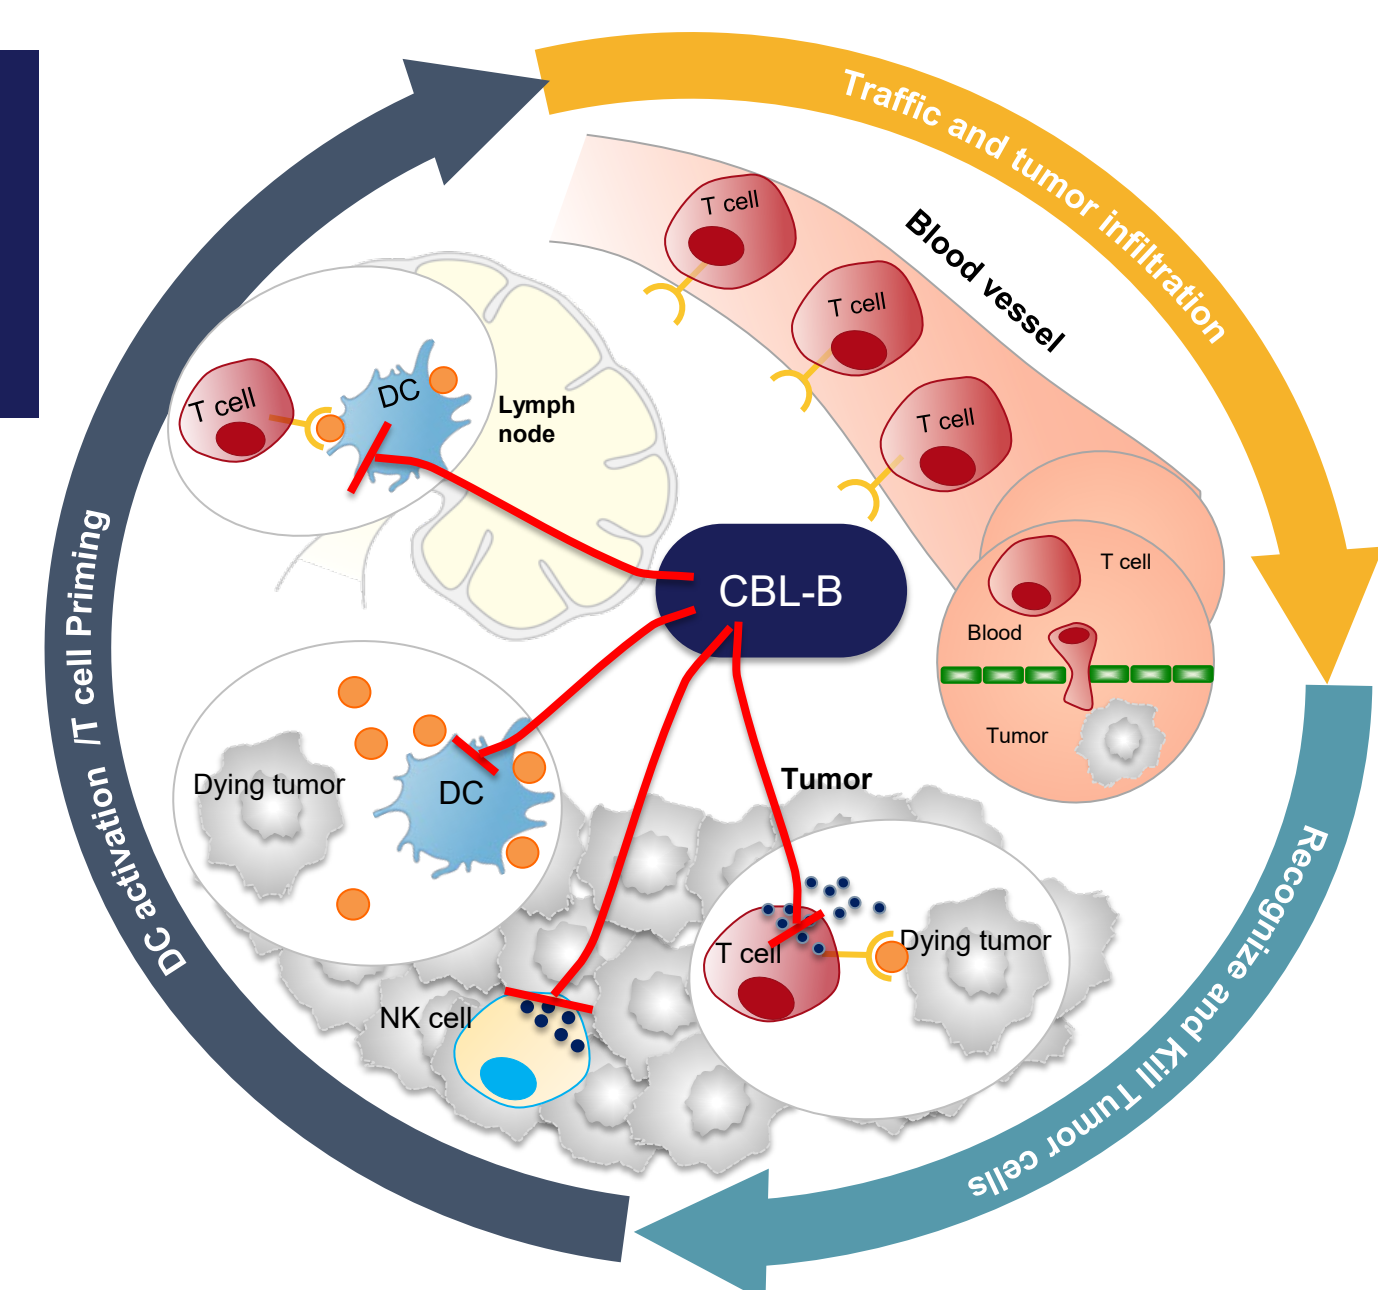 Traffic and tumor infiltration
Blood vessel
T cell
T cell
T cell
T cell
DC
Lymph
node
CBL-B
T cell
Blood
Tumor
DC activation /T cell Priming
Dying tumor
DC
Tumor
T cell
Dying tumor
NK cell
Recognize and Kill Tumor cells